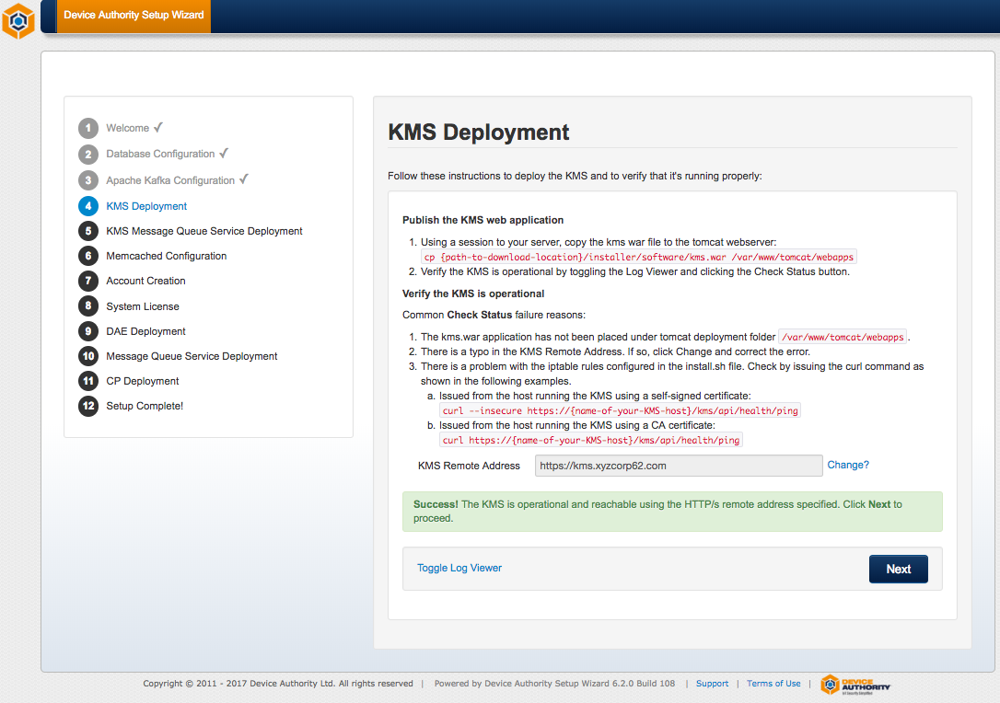 Device Authority Setup Wizard
1 Welcome ✓
2 Database Configuration ✓
3 Apache Kafka Configuration ✓
4 KMS Deployment
5 KMS Message Queue Service Deployment
6 Memcached Configuration
7 Account Creation
8 System License
9 DAE Deployment
10 Message Queue Service Deployment
11 CP Deployment
12 Setup Complete!
KMS Deployment
Follow these instructions to deploy the KMS and to verify that it's running properly:
Publish the KMS web application
1. Using a session to your server, copy the kms war file to the tomcat webserver:
cp {path-to-download-location}/installer/software/kms.war /var/www/tomcat/webapps
2. Verify the KMS is operational by toggling the Log Viewer and clicking the Check Status button.
Verify the KMS is operational
Common Check Status failure reasons:
1. The kms.war application has not been placed under tomcat deployment folder /var/www/tomcat/webapps .
2. There is a typo in the KMS Remote Address. If so, click Change and correct the error.
3. There is a problem with the iptable rules configured in the install.sh file. Check by issuing the curl command as
shown in the following examples.
a. Issued from the host running the KMS using a self-signed certificate:
curl --insecure https://{name-of-your-KMS-host}/kms/api/health/ping
b. Issued from the host running the KMS using a CA certificate:
curl https://{name-of-your-KMS-host}/kms/api/health/ping
KMS Remote Address https://kms.xyzcorp62.com Change?
Success! The KMS is operational and reachable using the HTTP/s remote address specified. Click Next to
proceed.
Toggle Log Viewer Next
Copyright © 2011 - 2017 Device Authority Ltd. All rights reserved | Powered by Device Authority Setup Wizard 6.2.0 Build 108 | Support | Terms of Use |
DEVICE
AUTHORITY